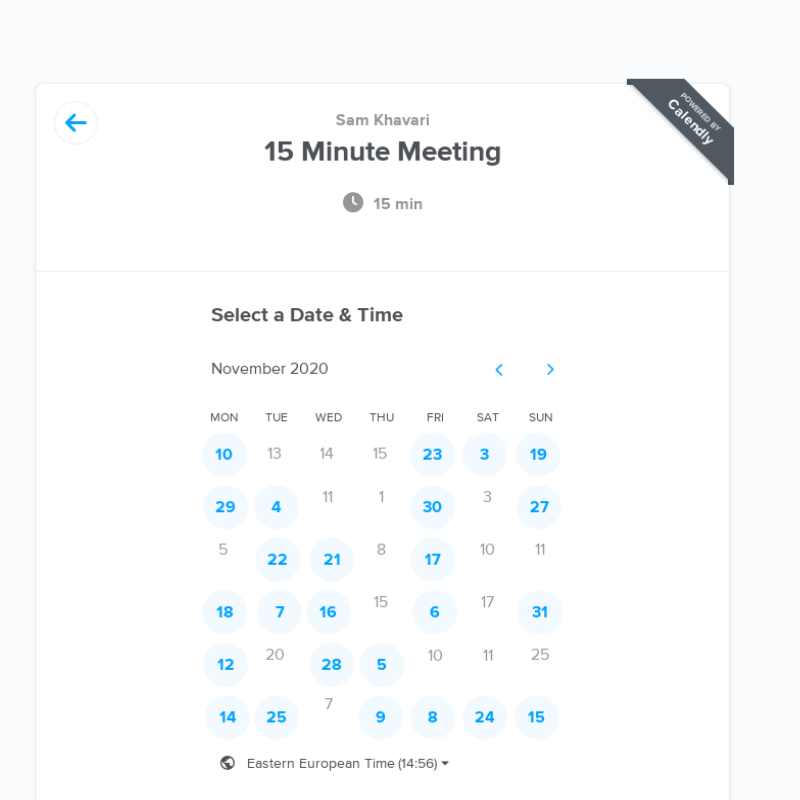 POWERED BY
Calendly
Sam Khavari
15 Minute Meeting
15 min
Select a Date & Time
November 2020
MON TUE WED THU FRI SAT SUN
10 13 14 15 23 3 19
29 4 11 1 30 3 27
5 22 21 8 17 10 11
18 7 16 15 6 17 31
12 20 28 5 10 11 25
14 25 7 9 8 24 15
Eastern European Time (14:56)